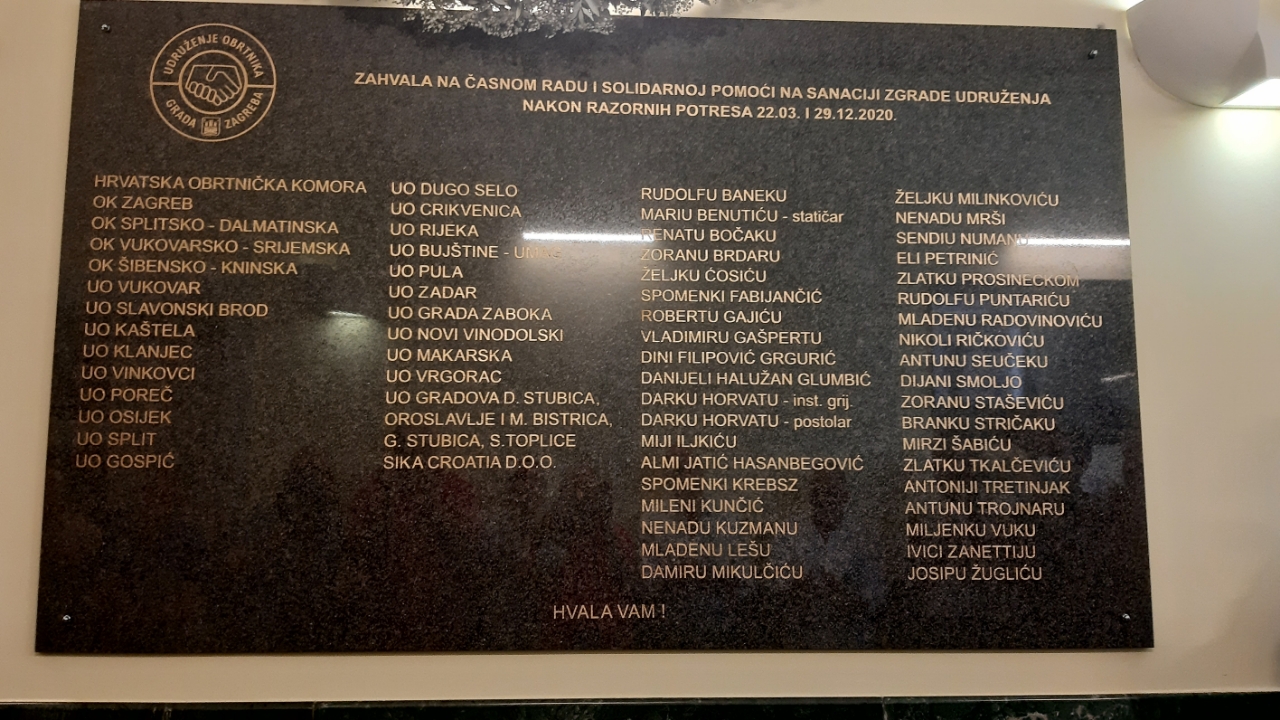 UDRUŽENJE OBRTNIKA
GRADA ZAGREBA
ZAHVALA NA ČASNOM RADU I SOLIDARNOJ POMOĆI NA SANACIJI ZGRADE UDRUŽENJA
NAKON RAZORNIH POTRESA 22.03. I 29.12.2020.
HRVATSKA OBRTNIČKA KOMORA
OK ZAGREB
OK SPLITSKO - DALMATINSKA
OK VUKOVARSKO - SRIJEMSKA
OK ŠIBENSKO - KNINSKA
UO VUKOVAR
UO SLAVONSKI BROD
UO KAŠTELA
UO KLANJEC
UO VINKOVCI
UO POREČ
UO OSIJEK
UO SPLIT
UO GOSPIĆ
UO DUGO SELO
UO CRIKVENICA
UO RIJEKA
UO BUJŠTINE - UMAG
UO PULA
UO ZADAR
UO GRADA ZABOKA
UO NOVI VINODOLSKI
UO MAKARSKA
UO VRGORAC
UO GRADOVA D. STUBICA,
OROSLAVLJE I M. BISTRICA,
G. STUBICA, S.TOPLICE
SIKA CROATIA D.O.O.
RUDOLFU BANEKU
MARIU BENUTIĆU - statičar
RENATU BOČAKU
ZORANU BRDARU
ŽELJKU ĆOSIĆU
SPOMENKI FABIJANČIĆ
ROBERTU GAJIĆU
VLADIMIRU GAŠPERTU
DINI FILIPOVIĆ GRGURIĆ
DANIJELI HALUŽAN GLUMBIĆ
DARKU HORVATU - inst. grij.
DARKU HORVATU - postolar
MIJI ILJKIĆU
ALMI JATIĆ HASANBEGOVIĆ
SPOMENKI KREBSZ
MILENI KUNČIĆ
NENADU KUZMANU
MLADENU LEŠU
DAMIRU MIKULČIĆU
ŽELJKU MILINKOVIĆU
NENADU MRŠI
SENDIU NUMANU
ELI PETRINIĆ
ZLATKU PROSINEČKOM
RUDOLFU PUNTARIĆU
MLADENU RADOVINOVIĆU
NIKOLI RIČKOVIĆU
ANTUNU SEUČEKU
DIJANI SMOLJO
ZORANU STAŠEVIĆU
BRANKU STRIČAKU
MIRZI ŠABIĆU
ZLATKU TKALČEVIĆU
ANTONIJI TRETINJAK
ANTUNU TROJNARU
MILJENKU VUKU
IVICI ZANETTIJU
JOSIPU ŽUGLIĆU
HVALA VAM !